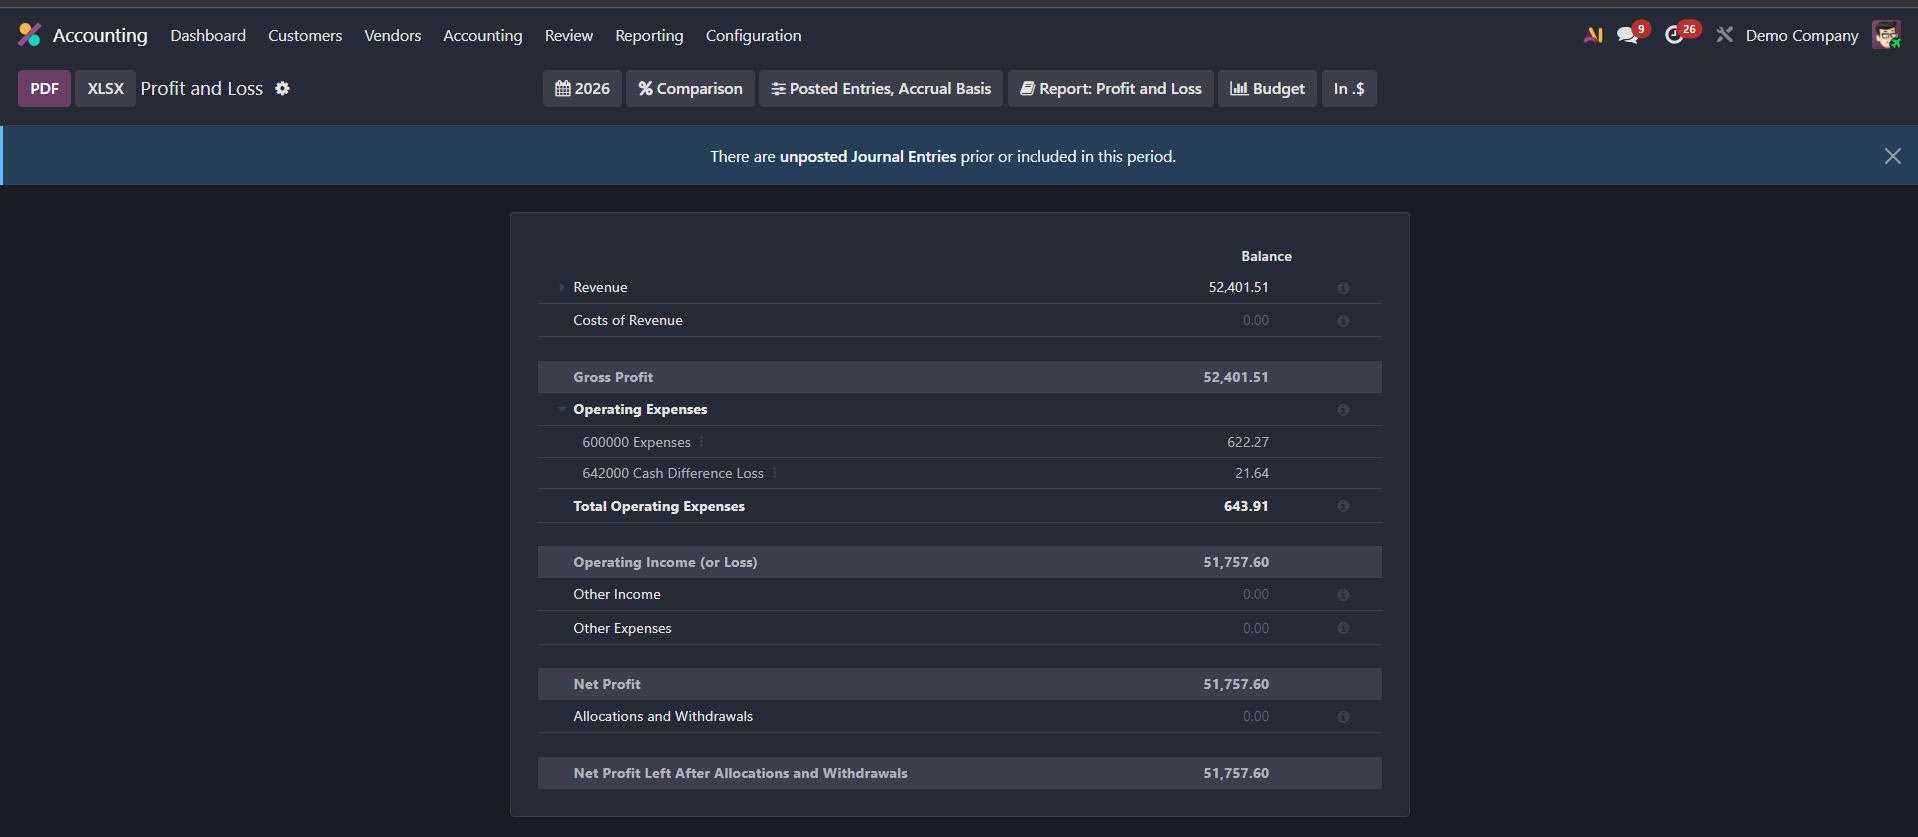 Accounting Dashboard Customers Vendors Accounting Review Reporting Configuration AI 9 26 Demo Company
PDF XLSX Profit and Loss 2026 % Comparison Posted Entries, Accrual Basis Report: Profit and Loss Budget In .$
There are unposted Journal Entries prior or included in this period.
Balance
Revenue 52,401.51
Costs of Revenue 0.00
Gross Profit 52,401.51
Operating Expenses
600000 Expenses 622.27
642000 Cash Difference Loss 21.64
Total Operating Expenses 643.91
Operating Income (or Loss) 51,757.60
Other Income 0.00
Other Expenses 0.00
Net Profit 51,757.60
Allocations and Withdrawals 0.00
Net Profit Left After Allocations and Withdrawals 51,757.60